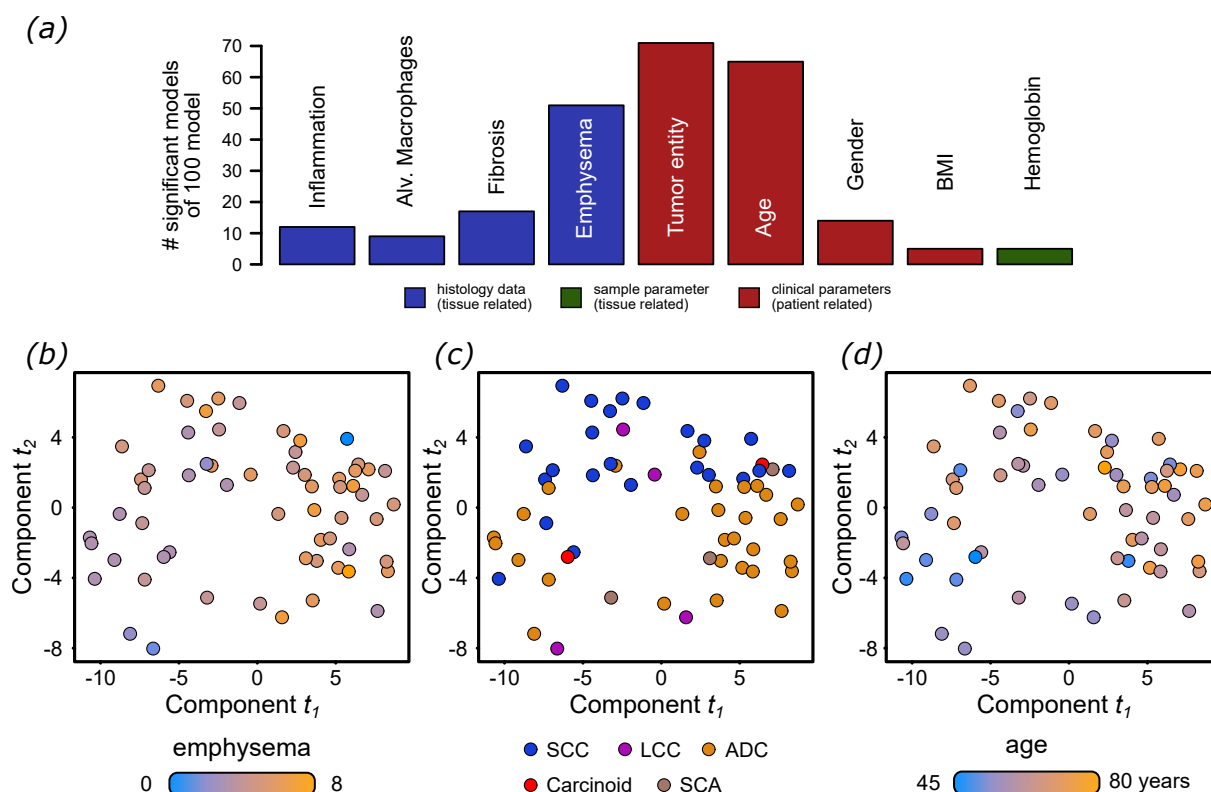 (a)
# significant models
of 100 model
70
60
50
40
30
20
10
0
Inflammation
Alv. Macrophages
Fibrosis
Emphysema
Tumor entity
Age
Gender
BMI
Hemoglobin
histology data
(tissue related)
sample parameter
(tissue related)
clinical parameters
(patient related)
(b)
Component t2
4
0
-4
-8
-10
-5
0
5
Component t1
emphysema
0
8
(c)
Component t2
4
0
-4
-8
-10
-5
0
5
Component t1
SCC
LCC
ADC
Carcinoid
SCA
(d)
Component t2
4
0
-4
-8
-10
-5
0
5
Component t1
age
45
80 years